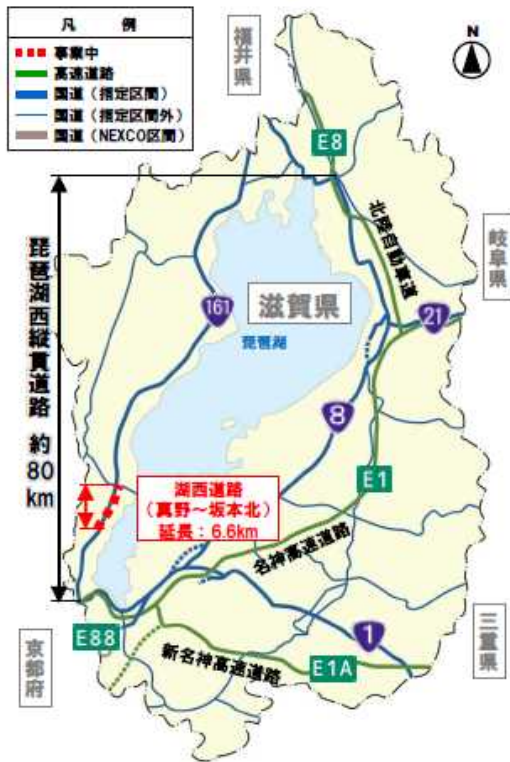 凡 例
事業中
高速道路
国道(指定区間)
国道(指定区間外)
国道(NEXCO区間)
N
福井県
E8
北陸自動車道
岐阜県
琵琶湖西縦貫道路 約80km
161
滋賀県
琵琶湖
21
8
湖西道路
(真野~坂本北)
延長:6.6km
E1
名神高速道路
E88
京都府
1
三重県
新名神高速道路
E1A